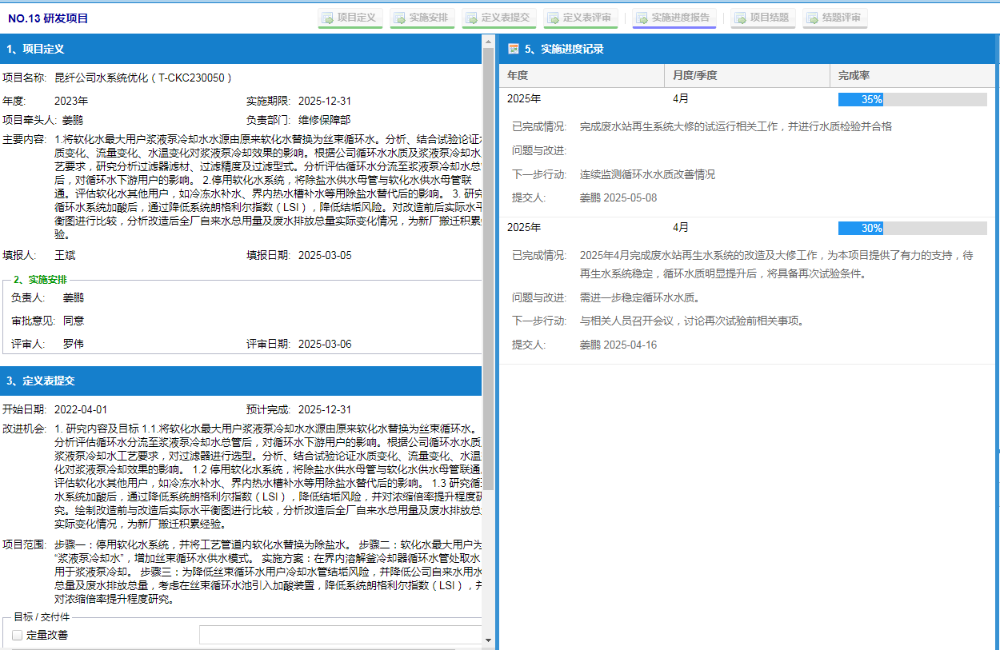 NO.13 研发项目
项目定义
实施安排
定义表提交
定义表评审
实施进度报告
项目结题
结题评审
1、项目定义
项目名称: 昆纤公司水系统优化（T-CKC230050）
年度: 2023年 实施期限: 2025-12-31
项目牵头人: 姜鹏 负责部门: 维修保障部
主要内容: 1.将软化水最大用户浆液泵冷却水水源由原来软化水替换为丝束循环水。分析、结合试验论证水
质变化、流量变化、水温变化对浆液泵冷却效果的影响。根据公司循环水水质及浆液泵冷却水
艺要求，研究分析过滤器滤材、过滤精度及过滤型式。分析评估循环水分流至浆液泵冷却水总
后，对循环水下游用户的影响。 2.停用软化水系统，将除盐水供水母管与软化水供水母管联
通。评估软化水其他用户，如冷冻水补水、界内热水槽补水等用除盐水替代后的影响。 3. 研究
循环水系统加酸后，通过降低系统朗格利尔指数（LSI），降低结垢风险。对改造前后实际水平
衡图进行比较，分析改造后全厂自来水总用量及废水排放总量实际变化情况，为新厂搬迁积累
验。
填报人: 王斌 填报日期: 2025-03-05
2、实施安排
负责人: 姜鹏
审批意见: 同意
评审人: 罗伟 评审日期: 2025-03-06
3、定义表提交
开始日期: 2022-04-01 预计完成: 2025-12-31
改进机会: 1. 研究内容及目标 1.1.将软化水最大用户浆液泵冷却水水源由原来软化水替换为丝束循环水。
分析评估循环水分流至浆液泵冷却水总管后，对循环水下游用户的影响。根据公司循环水水质
浆液泵冷却水工艺要求，对过滤器进行选型。分析、结合试验论证水质变化、流量变化、水温
化对浆液泵冷却效果的影响。 1.2 停用软化水系统，将除盐水供水母管与软化水供水母管联通
评估软化水其他用户，如冷冻水补水、界内热水槽补水等用除盐水替代后的影响。 1.3 研究循
水系统加酸后，通过降低系统朗格利尔指数（LSI），降低结垢风险，并对浓缩倍率提升程度研
究。绘制改造前与改造后实际水平衡图进行比较，分析改造后全厂自来水总用量及废水排放总
实际变化情况，为新厂搬迁积累经验。
项目范围: 步骤一：停用软化水系统，并将工艺管道内软化水替换为除盐水。 步骤二：软化水最大用户为
“浆液泵冷却水”，增加丝束循环水供水模式。 实施方案：在界内溶解釜冷却器循环水管处取水
用于浆液泵冷却。 步骤三：为降低丝束循环水用户冷却水管结垢风险，并降低公司自来水用水
总量及废水排放总量，考虑在丝束循环水池引入加酸装置，降低系统朗格利尔指数（LSI），并
对浓缩倍率提升程度研究。
目标 / 交付件
定量改善
5、实施进度记录
年度 月度/季度 完成率
2025年 4月 35%
已完成情况: 完成废水站再生系统大修的试运行相关工作，并进行水质检验并合格
问题与改进:
下一步行动: 连续监测循环水水质改善情况
提交人: 姜鹏 2025-05-08
2025年 4月 30%
已完成情况: 2025年4月完成废水站再生水系统的改造及大修工作，为本项目提供了有力的支持，待
再生水系统稳定，循环水质明显提升后，将具备再次试验条件。
问题与改进: 需进一步稳定循环水水质。
下一步行动: 与相关人员召开会议，讨论再次试验前相关事项。
提交人: 姜鹏 2025-04-16